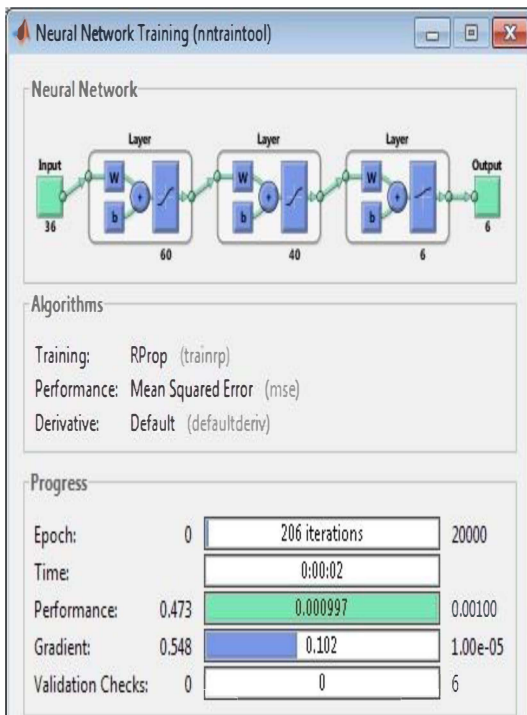 Neural Network Training (nntraintool)
Neural Network
Layer Layer Layer
Input Output
W W W
+ + +
b b b
36 6
60 40 6
Algorithms
Training: RProp (trainrp)
Performance: Mean Squared Error (mse)
Derivative: Default (defaultderiv)
Progress
Epoch: 0 206 iterations 20000
Time: 0:00:02
Performance: 0.473 0.000997 0.00100
Gradient: 0.548 0.102 1.00e-05
Validation Checks: 0 0 6